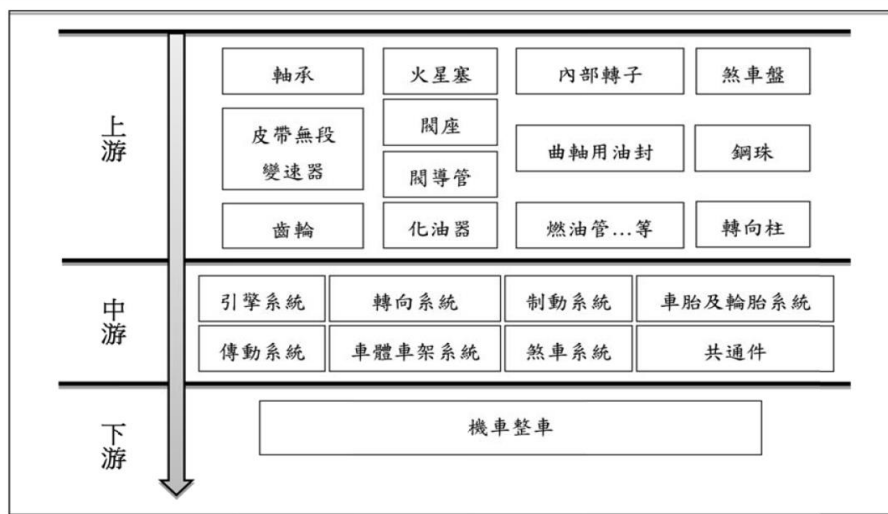 上游
軸承
火星塞
內部轉子
煞車盤
皮帶無段
變速器
閥座
閥導管
曲軸用油封
鋼珠
齒輪
化油器
燃油管…等
轉向柱
中游
引擎系統
轉向系統
制動系統
車胎及輪胎系統
傳動系統
車體車架系統
煞車系統
共通件
下游
機車整車